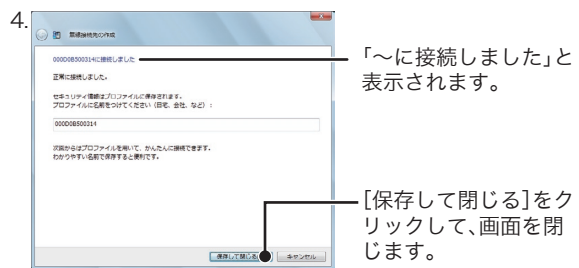 4.
無線接続先の作成
000D0B500314に接続しました
正常に接続しました。
セキュリティ情報はプロファイルに保存されます。
プロファイルに名前をつけてください（自宅、会社、など）：
000D0B500314
次回からはプロファイルを用いて、かんたんに接続できます。
わかりやすい名前で保存すると便利です。
保存して閉じる
キャンセル
「～に接続しました」と
表示されます。
[保存して閉じる]をク
リックして、画面を閉
じます。